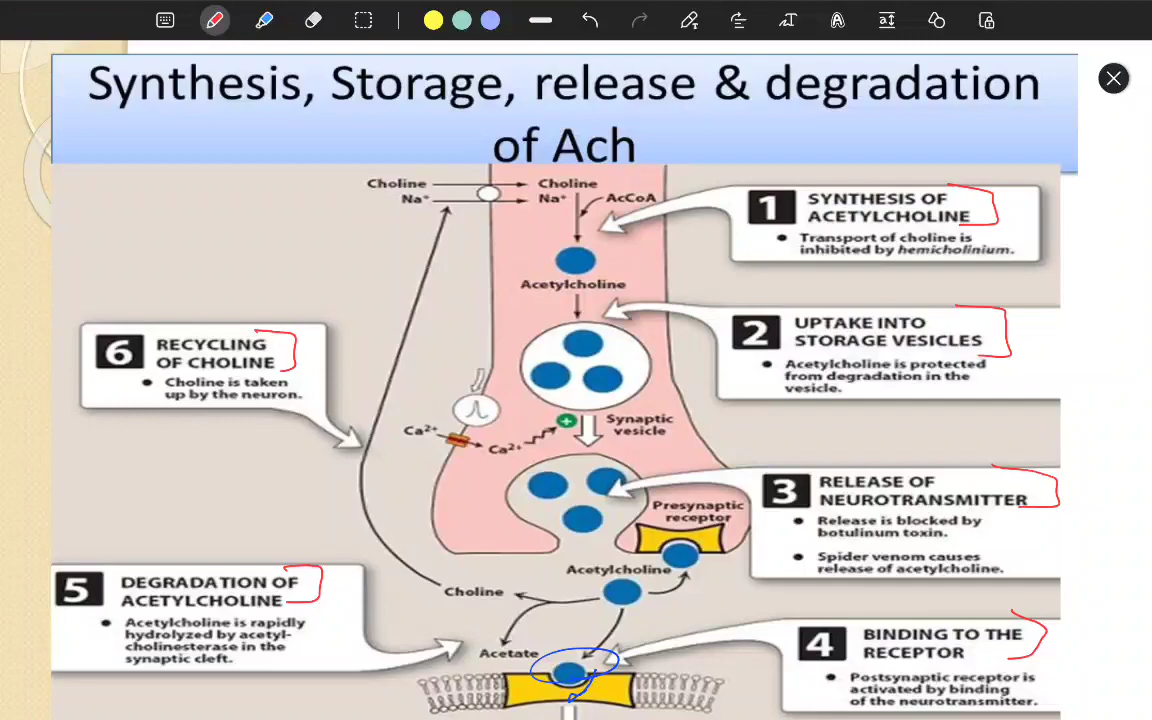 Synthesis, Storage, release & degradation
of Ach
Choline
Na⁺
Choline
Na⁺
AcCoA
Acetylcholine
1
SYNTHESIS OF
ACETYLCHOLINE
● Transport of choline is
inhibited by hemicholinium.
2
UPTAKE INTO
STORAGE VESICLES
● Acetylcholine is protected
from degradation in the
vesicle.
6
RECYCLING
OF CHOLINE
● Choline is taken
up by the neuron.
Ca²⁺
Ca²⁺
+
Synaptic
vesicle
3
RELEASE OF
NEUROTRANSMITTER
● Release is blocked by
botulinum toxin.
● Spider venom causes
release of acetylcholine.
Presynaptic
receptor
Acetylcholine
Choline
Acetate
5
DEGRADATION OF
ACETYLCHOLINE
● Acetylcholine is rapidly
hydrolyzed by acetyl-
cholinesterase in the
synaptic cleft.
4
BINDING TO THE
RECEPTOR
● Postsynaptic receptor is
activated by binding
of the neurotransmitter.